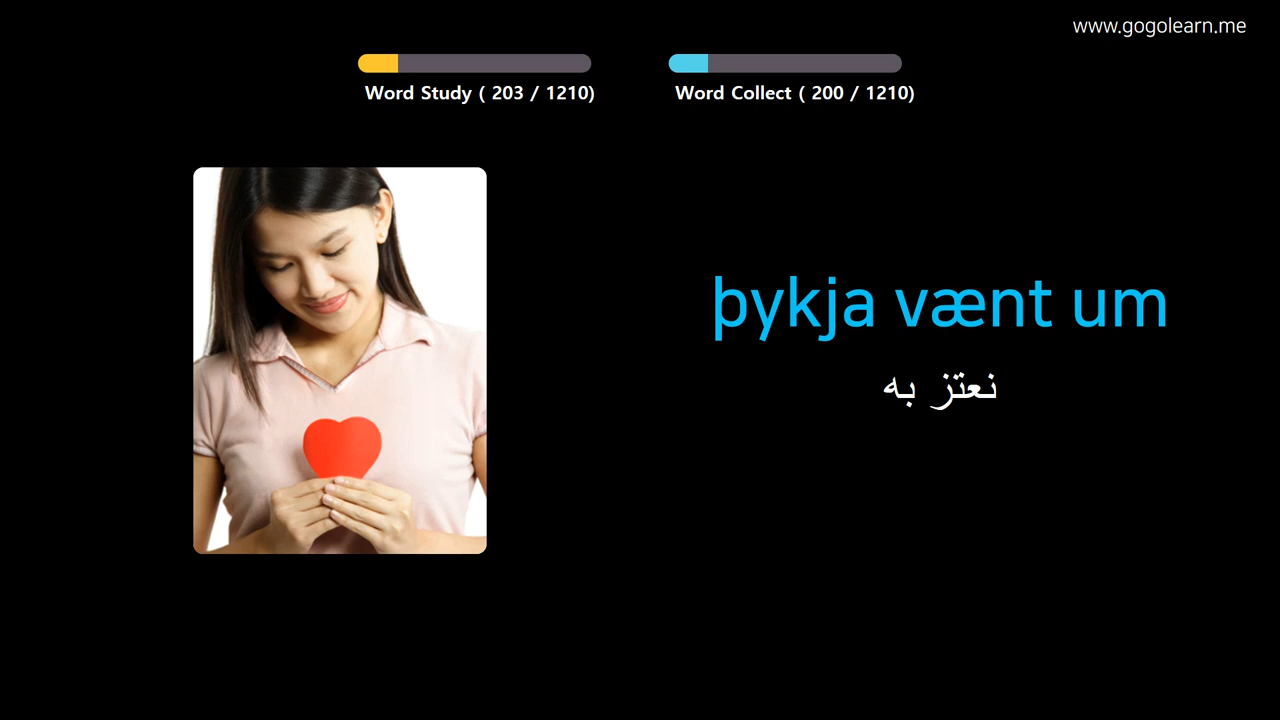 www.gogolearn.me
Word Study ( 203 / 1210)
Word Collect ( 200 / 1210)
þykja vænt um
نعتز به